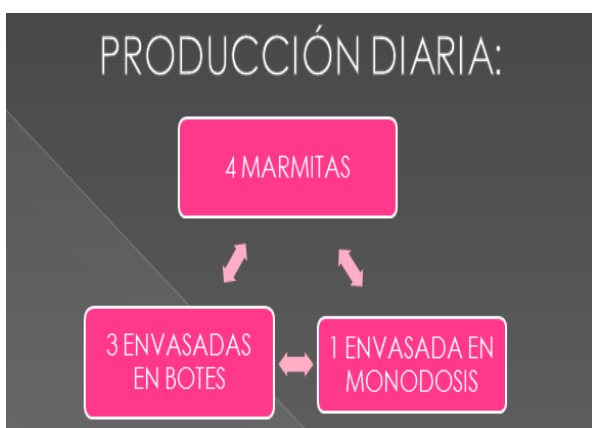 PRODUCCIÓN DIARIA:
4 MARMITAS
3 ENVASADAS
EN BOTES
1 ENVASADA EN
MONODOSIS